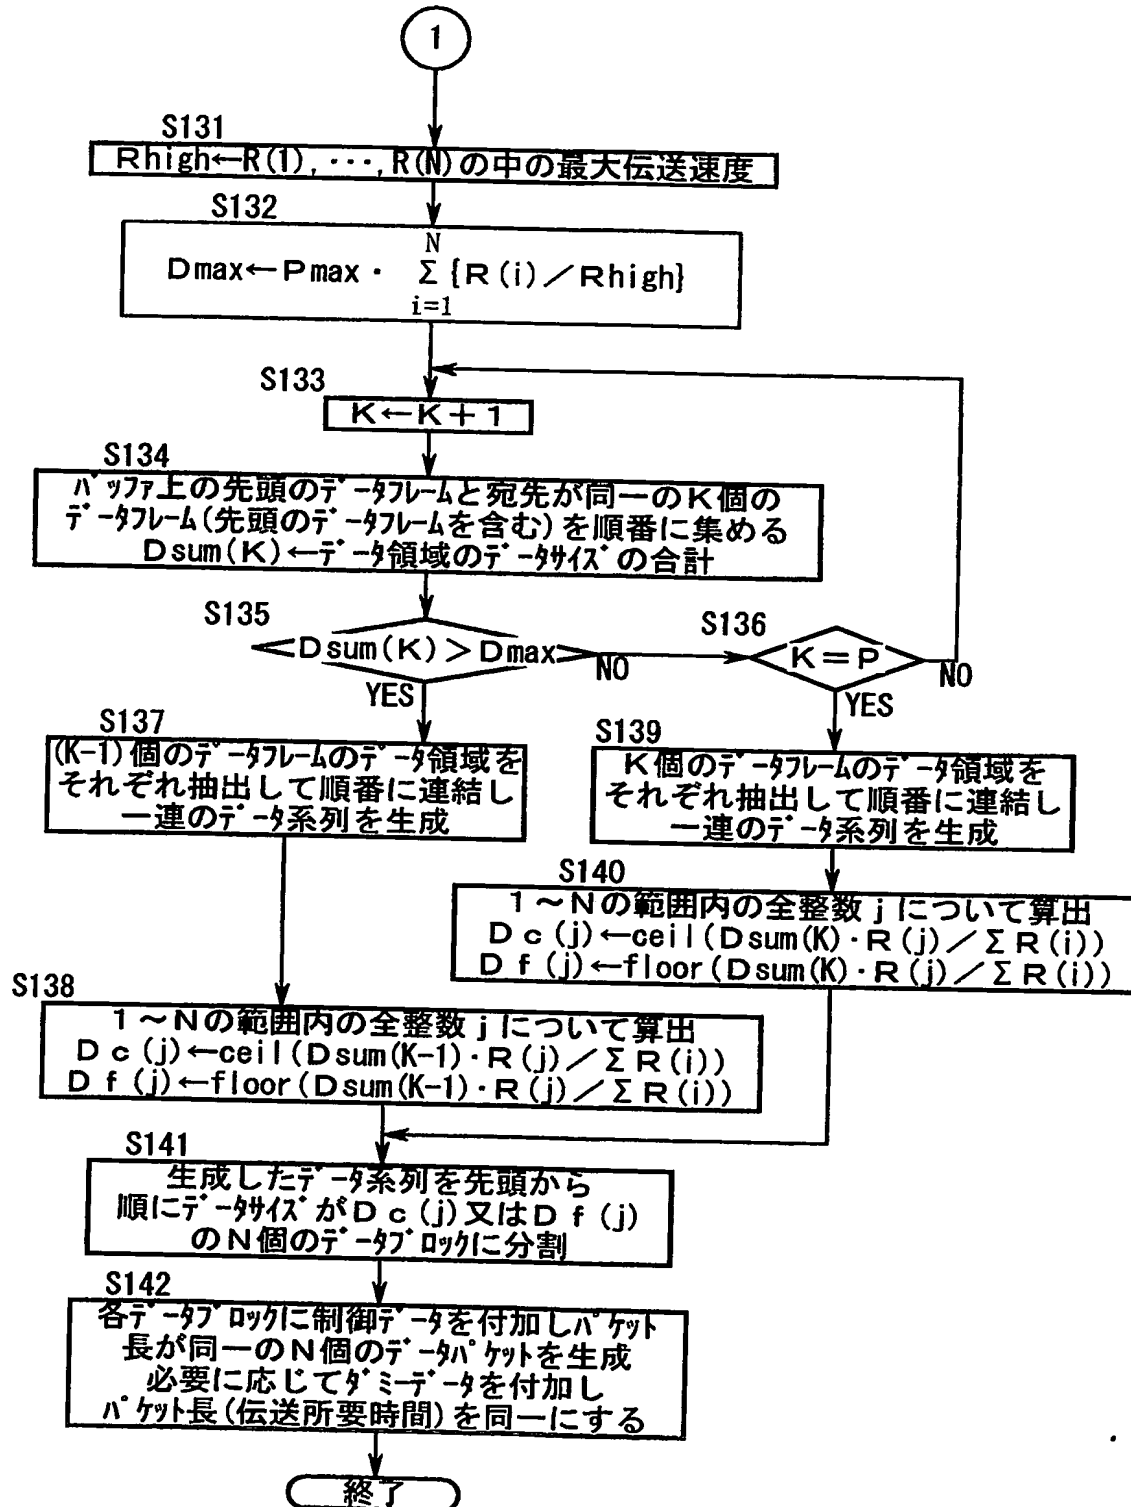 1
S131
Rhigh←R(1),・・・,R(N)の中の最大伝送速度
S132
N
Dmax←Pmax・ Σ{R(i)／Rhigh}
i=1
S133
K←K＋1
S134
ﾊﾞｯﾌｧ上の先頭のﾃﾞｰﾀﾌﾚｰﾑと宛先が同一のK個の
ﾃﾞｰﾀﾌﾚｰﾑ(先頭のﾃﾞｰﾀﾌﾚｰﾑを含む)を順番に集める
Dsum(K)←ﾃﾞｰﾀ領域のﾃﾞｰﾀｻｲｽﾞの合計
S135
Dsum(K)＞Dmax
NO
YES
S136
K＝P
NO
YES
S137
(K-1)個のﾃﾞｰﾀﾌﾚｰﾑのﾃﾞｰﾀ領域を
それぞれ抽出して順番に連結し
一連のﾃﾞｰﾀ系列を生成
S139
K個のﾃﾞｰﾀﾌﾚｰﾑのﾃﾞｰﾀ領域を
それぞれ抽出して順番に連結し
一連のﾃﾞｰﾀ系列を生成
S140
1～Nの範囲内の全整数jについて算出
Dc(j)←ceil(Dsum(K)・R(j)／ΣR(i))
Df(j)←floor(Dsum(K)・R(j)／ΣR(i))
S138
1～Nの範囲内の全整数jについて算出
Dc(j)←ceil(Dsum(K-1)・R(j)／ΣR(i))
Df(j)←floor(Dsum(K-1)・R(j)／ΣR(i))
S141
生成したﾃﾞｰﾀ系列を先頭から
順にﾃﾞｰﾀｻｲｽﾞがDc(j)又はDf(j)
のN個のﾃﾞｰﾀﾌﾞﾛｯｸに分割
S142
各ﾃﾞｰﾀﾌﾞﾛｯｸに制御ﾃﾞｰﾀを付加しﾊﾟｹｯﾄ
長が同一のN個のﾃﾞｰﾀﾊﾟｹｯﾄを生成
必要に応じてﾀﾞﾐｰﾃﾞｰﾀを付加し
ﾊﾟｹｯﾄ長(伝送所要時間)を同一にする
終了